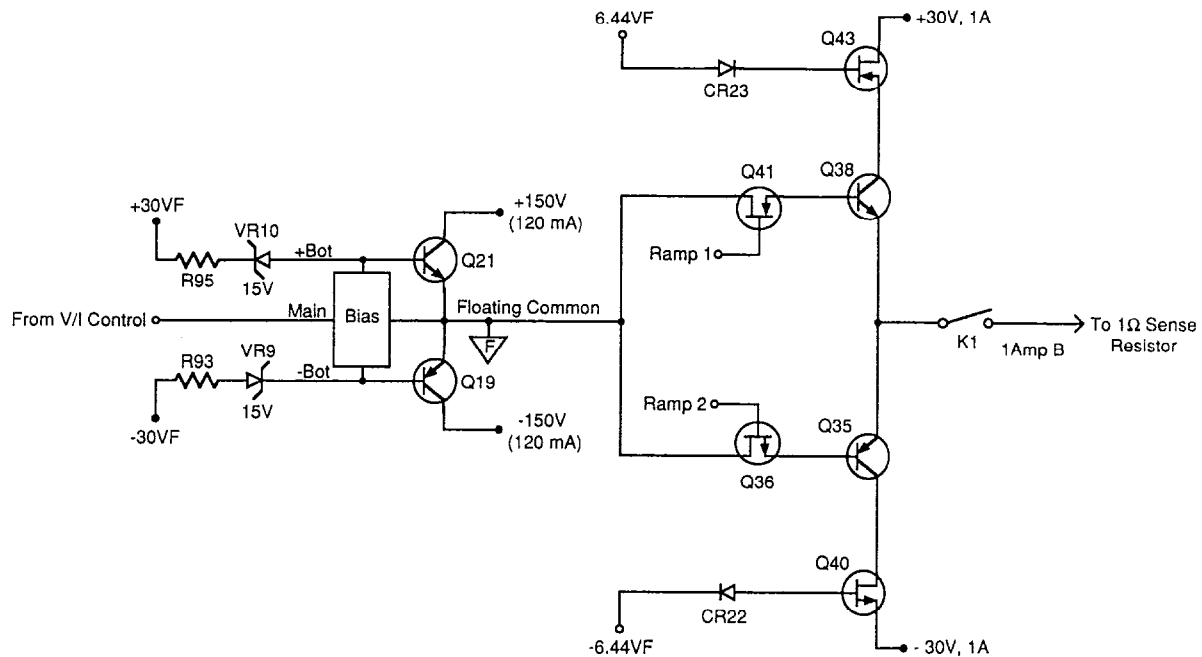 6.44VF
+30V, 1A
Q43
CR23
Q41
Q38
+30VF
VR10
+Bot
+150V
(120 mA)
Ramp 1
Q21
R95
15V
Main
Bias
Floating Common
From V/I Control
F
K1
1Amp B
To 1Ω Sense
Resistor
R93
VR9
-Bot
Q19
15V
-30VF
-150V
(120 mA)
Ramp 2
Q35
Q36
Q40
CR22
-6.44VF
- 30V, 1A